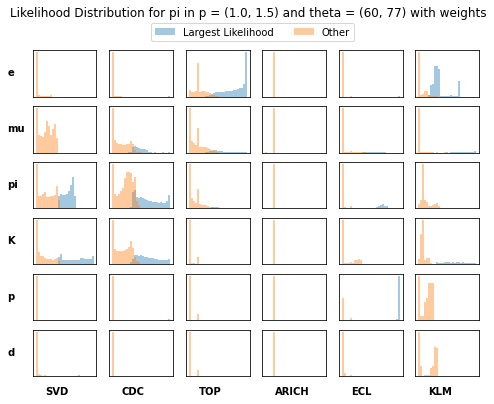 Likelihood Distribution for pi in p = (1.0, 1.5) and theta = (60, 77) with weights
Largest Likelihood Other
e
mu
pi
K
p
d
SVD CDC TOP ARICH ECL KLM